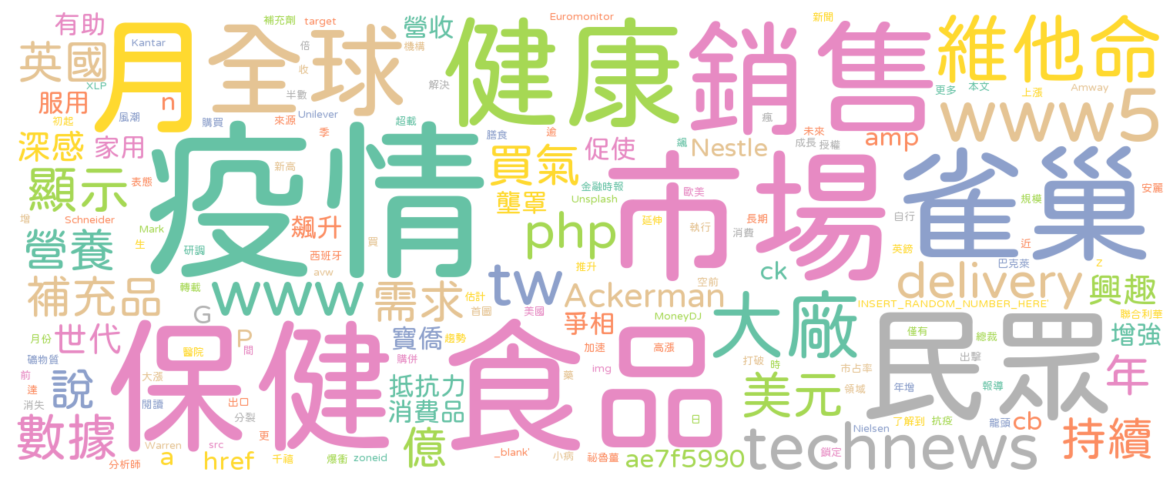 有助
補充劑
target
Euromonitor
新聞
英國
月
Kantar
全球
倍
營收
機構
健康
銷售
維他命
XLP
收
解決
更多
本文
上漲
Amway
服用
n
半數
初起
風潮
購買
來源
Unilever
季
超載
膳食
逾
瘋
未來
www5
深感
家用
疫情
買氣
促使
飆
Nestle
成長
授權
amp
顯示
表態
新高
金融時報
Unsplash
歐美
市場
雀巢
安麗
增
Schneider
飆升
壟罩
延伸
執行
長期
消費
自行
規模
Mark
生
研調
西班牙
買
php
英鎊
近
營養
轉載
avw
推升
空前
ck
巴克萊
Z
補充品
www
需求
估計
tw
Ackerman
delivery
興趣
G
首國
美國
MoneyDJ
大廠
INSERT_RANDOM_NUMBER_HERE
聯合利華
月份
世代
P
寶僑
趨勢
爭相
民眾
僅有
總裁
增強
礦物質
醫院
間
購併
加速
高漲
打破
時
出擊
前
達
說
大漲
保健食品
抵抗力
img
藥
美元
市占率
領域
年增
報導
年
消失
閱讀
出口
分裂
消費品
日
了解到
抗疫
龍頭
cb
數據
Warren
src
更
億
technews
Nielsen
持續
分析師
a
href
干禧
爆衝
zoneid
_blank'
小病
祕魯薑
ae7f5990
鎖定